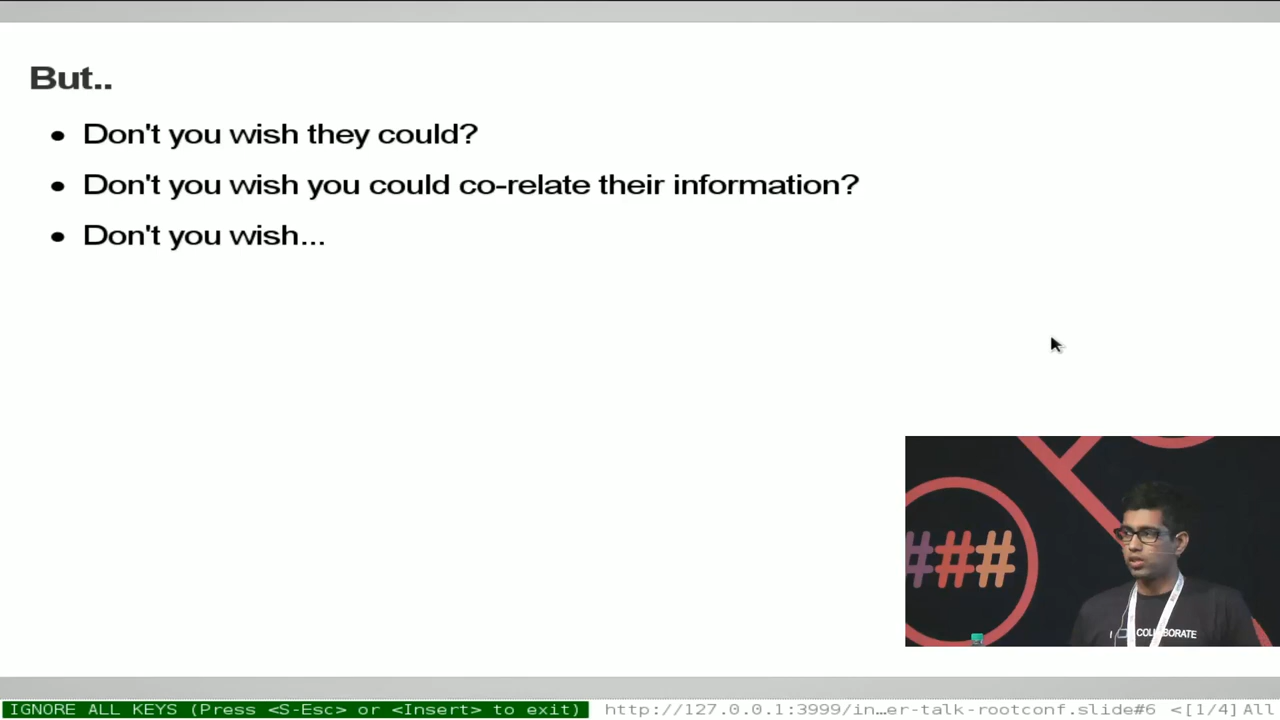 But..
Don't you wish they could?
Don't you wish you could co-relate their information?
Don't you wish...
###
I COLLABORATE
IGNORE ALL KEYS (Press <S-Esc> or <Insert> to exit) http://127.0.0.1:3999/in…er-talk-rootconf.slide#6 <[1/4]All